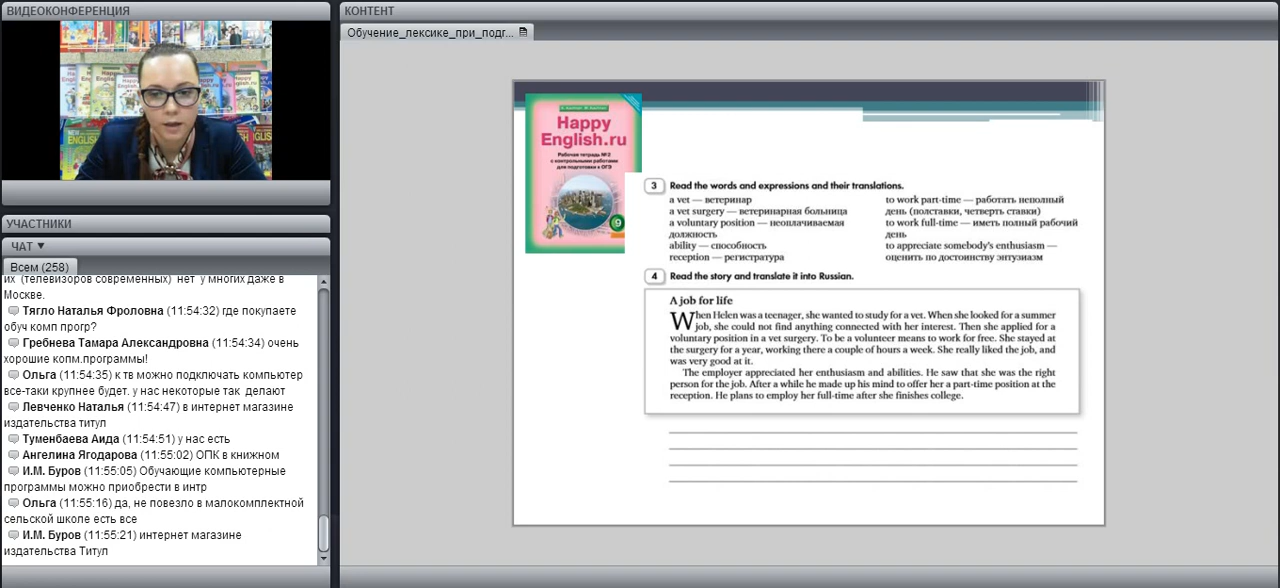 ВИДЕОКОНФЕРЕНЦИЯ
УЧАСТНИКИ
ЧАТ ▼
Всем (258)
их (телевизоров современных) нет у многих даже в
Москве.
Тягло Наталья Фроловна (11:54:32) где покупаете
обуч комп прогр?
Гребнева Тамара Александровна (11:54:34) очень
хорошие копм.программы!
Ольга (11:54:35) к тв можно подключать компьютер
все-таки крупнее будет. у нас некоторые так делают
Левченко Наталья (11:54:47) в интернет магазине
издательства титул
Туменбаева Аида (11:54:51) у нас есть
Ангелина Ягодарова (11:55:02) ОПК в книжном
И.М. Буров (11:55:05) Обучающие компьютерные
программы можно приобрести в интр
Ольга (11:55:16) да, не повезло в малокомплектной
сельской школе есть все
И.М. Буров (11:55:21) интернет магазине
издательства Титул
КОНТЕНТ
Обучение_лексике_при_подг...
Happy
English.ru
Рабочая тетрадь №2
с контрольными работами
для подготовки к ОГЭ
9
3 Read the words and expressions and their translations.
a vet — ветеринар
a vet surgery — ветеринарная больница
a voluntary position — неоплачиваемая
должность
ability — способность
reception — регистратура
to work part-time — работать неполный
день (полставки, четверть ставки)
to work full-time — иметь полный рабочий
день
to appreciate somebody's enthusiasm —
оценить по достоинству энтузиазм
4 Read the story and translate it into Russian.
A job for life
When Helen was a teenager, she wanted to study for a vet. When she looked for a summer
job, she could not find anything connected with her interest. Then she applied for a
voluntary position in a vet surgery. To be a volunteer means to work for free. She stayed at
the surgery for a year, working there a couple of hours a week. She really liked the job, and
was very good at it.
The employer appreciated her enthusiasm and abilities. He saw that she was the right
person for the job. After a while he made up his mind to offer her a part-time position at the
reception. He plans to employ her full-time after she finishes college.